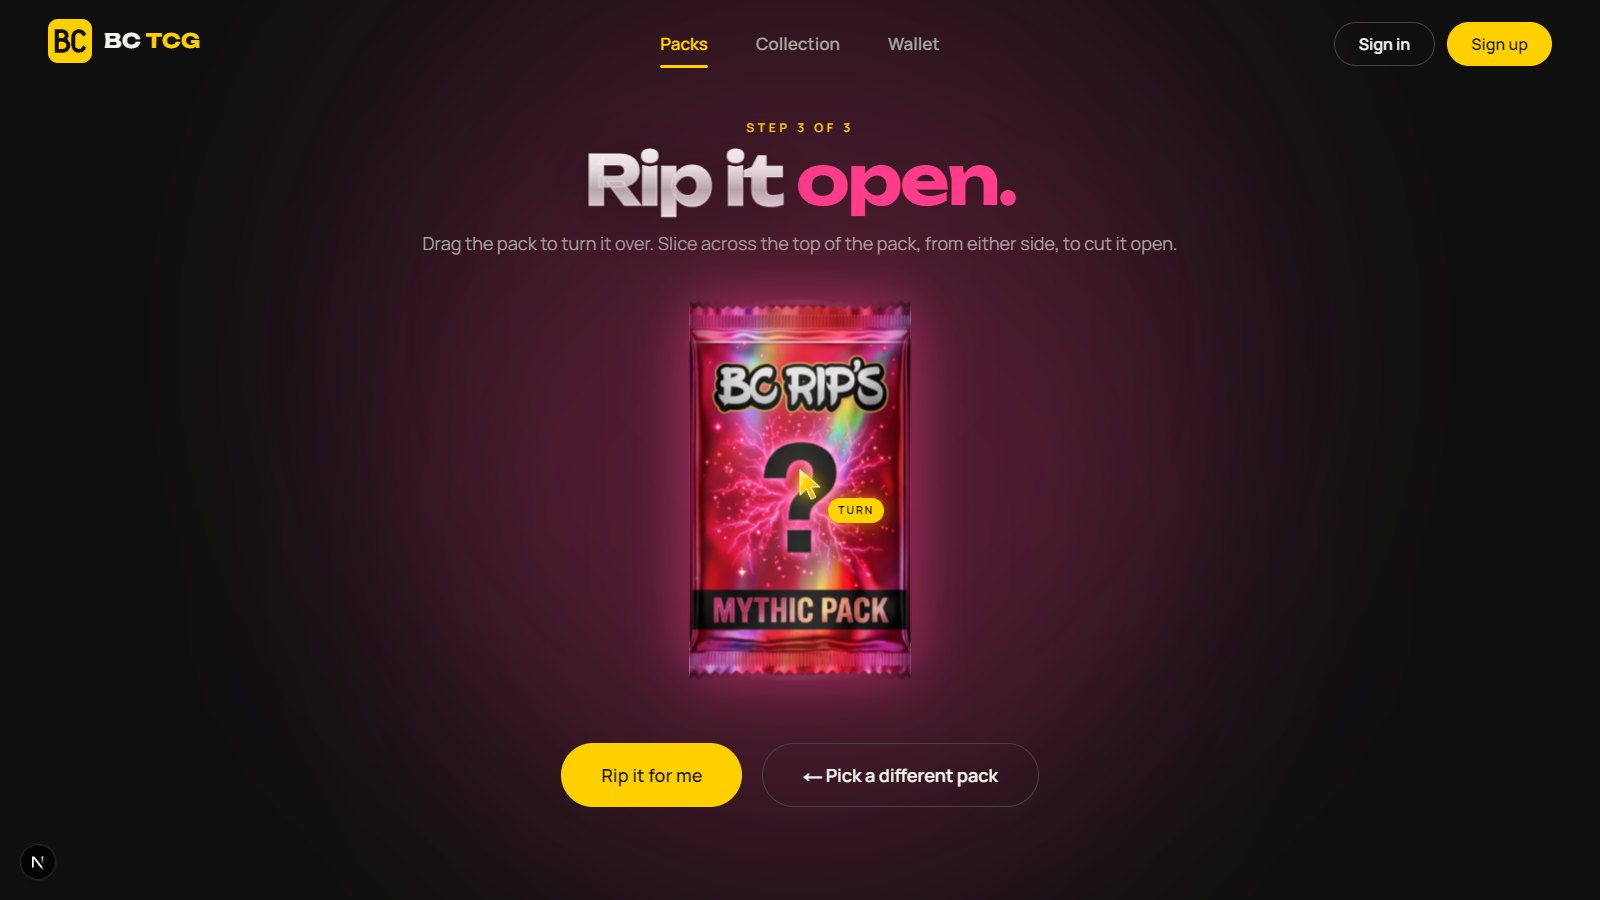 BC BC TCG
Packs Collection Wallet
Sign in Sign up
STEP 3 OF 3
Rip it open.
Drag the pack to turn it over. Slice across the top of the pack, from either side, to cut it open.
BC RIP'S
?
TURN
MYTHIC PACK
Rip it for me
← Pick a different pack
N